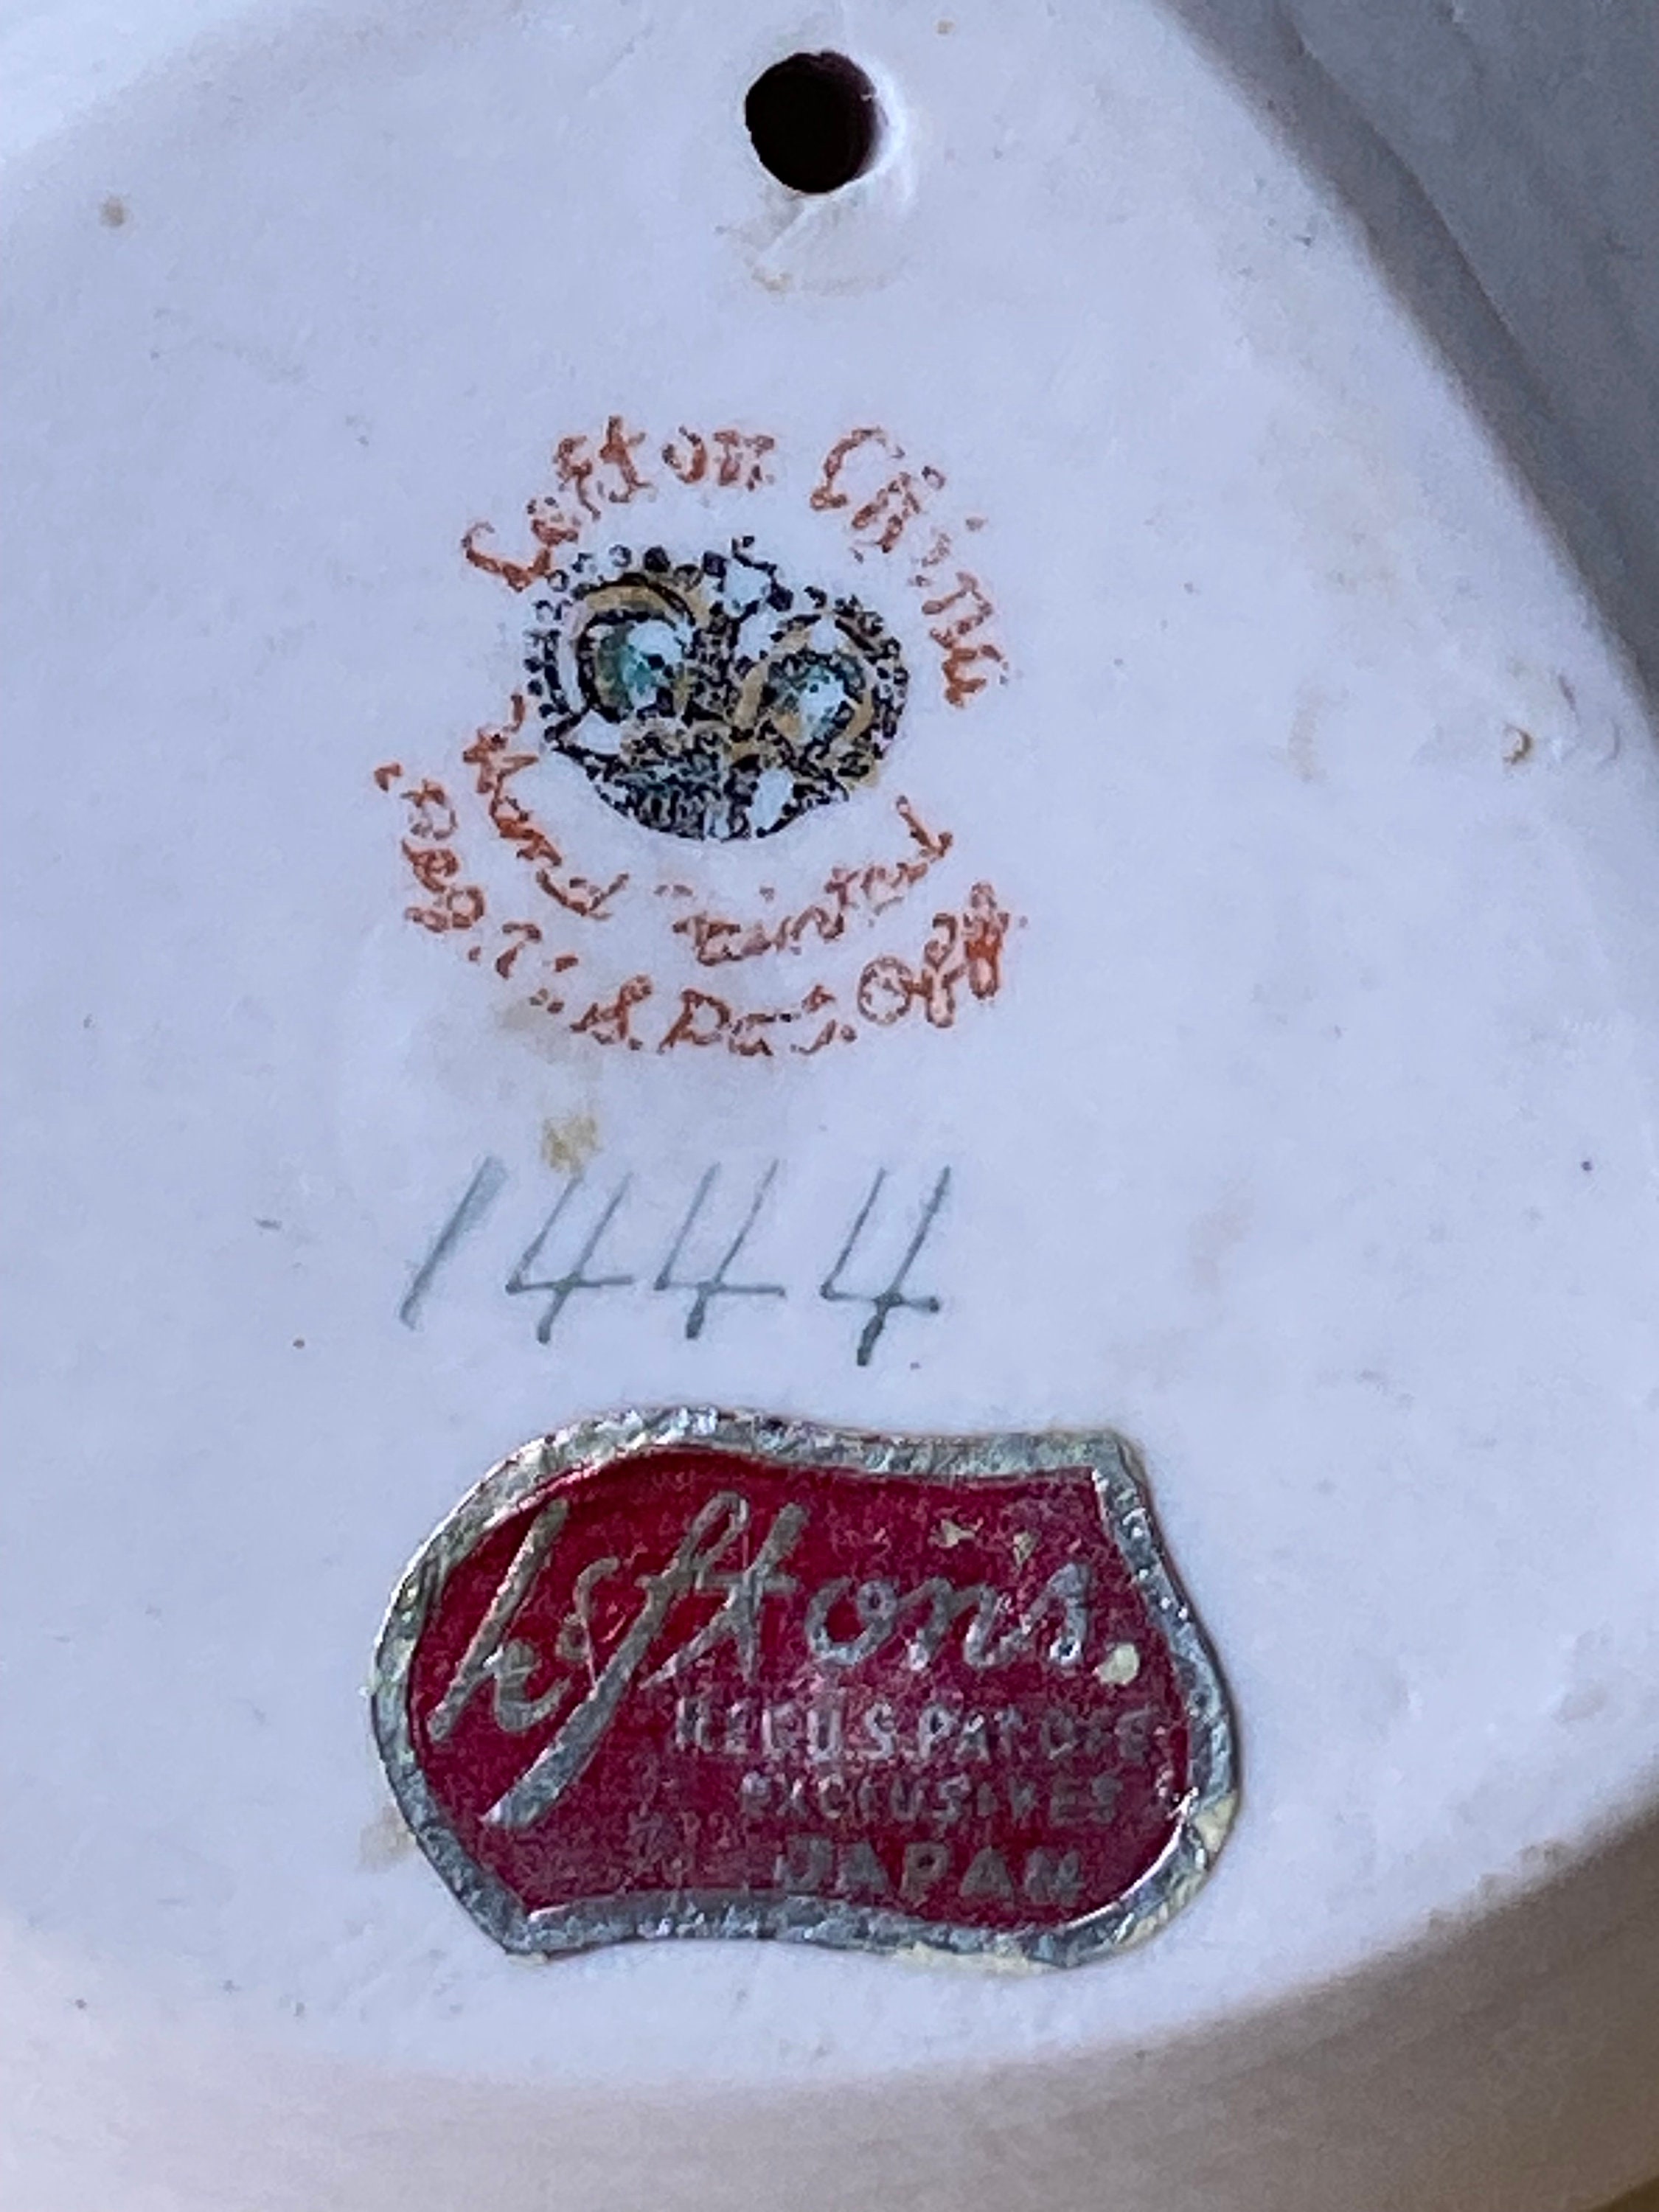 Lefton China
Hand Painted
Reg. U.S. Pat. Off.
1444
Lefton's.
REG.U.S.PAT.OFF
EXCLUSIVES
JAPAN